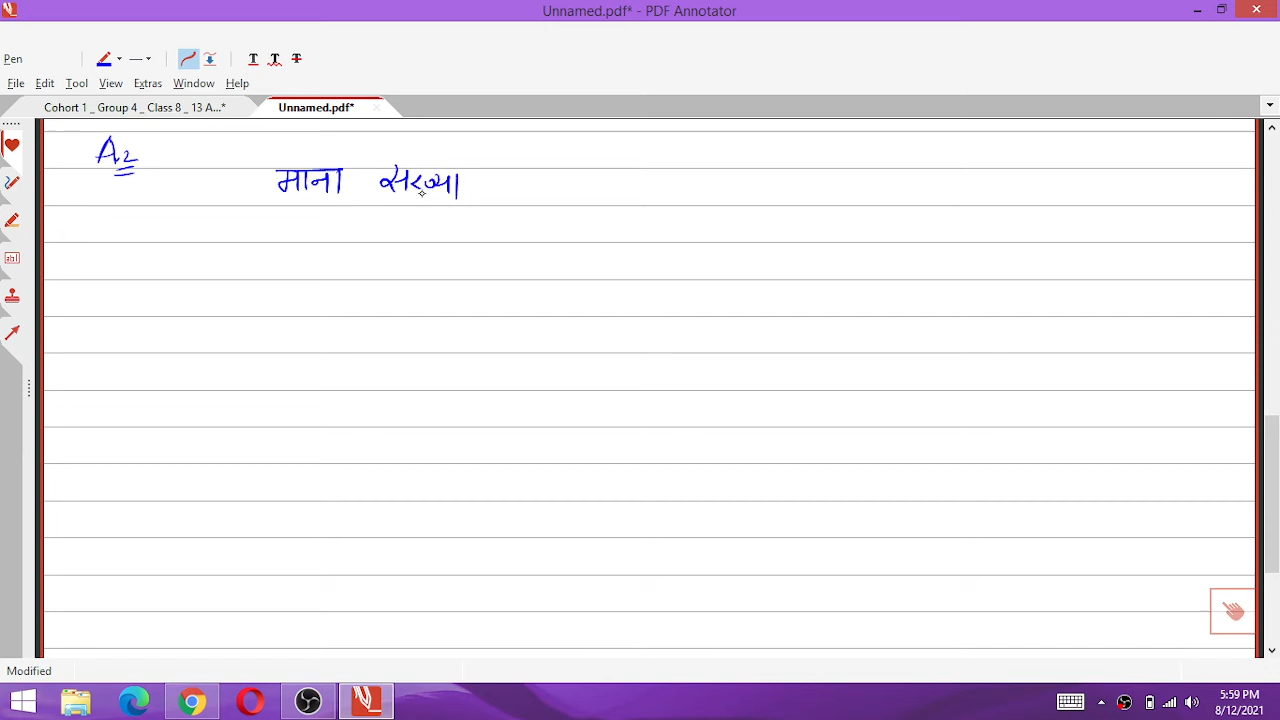 Unnamed.pdf* - PDF Annotator
Pen
T T T
File Edit Tool View Extras Window Help
Cohort 1 _ Group 4 _ Class 8 _ 13 A...* Unnamed.pdf*
A2
माना सख्या
Modified
5:59 PM
8/12/2021